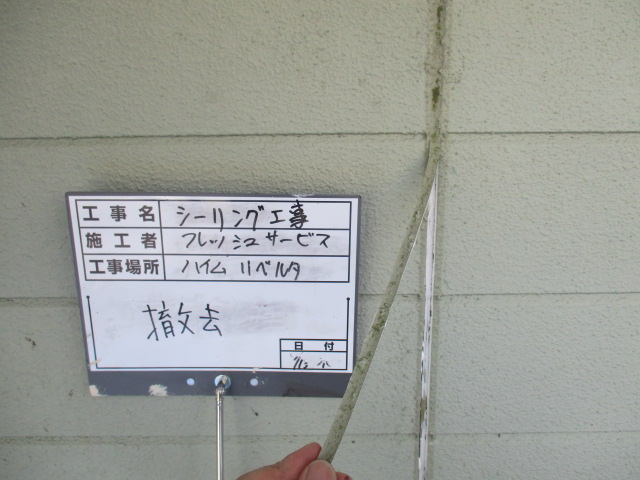 工事名 シーリング工事
施工者 フレッシュサービス
工事場所 ハイム リベルタ
撤去
日付